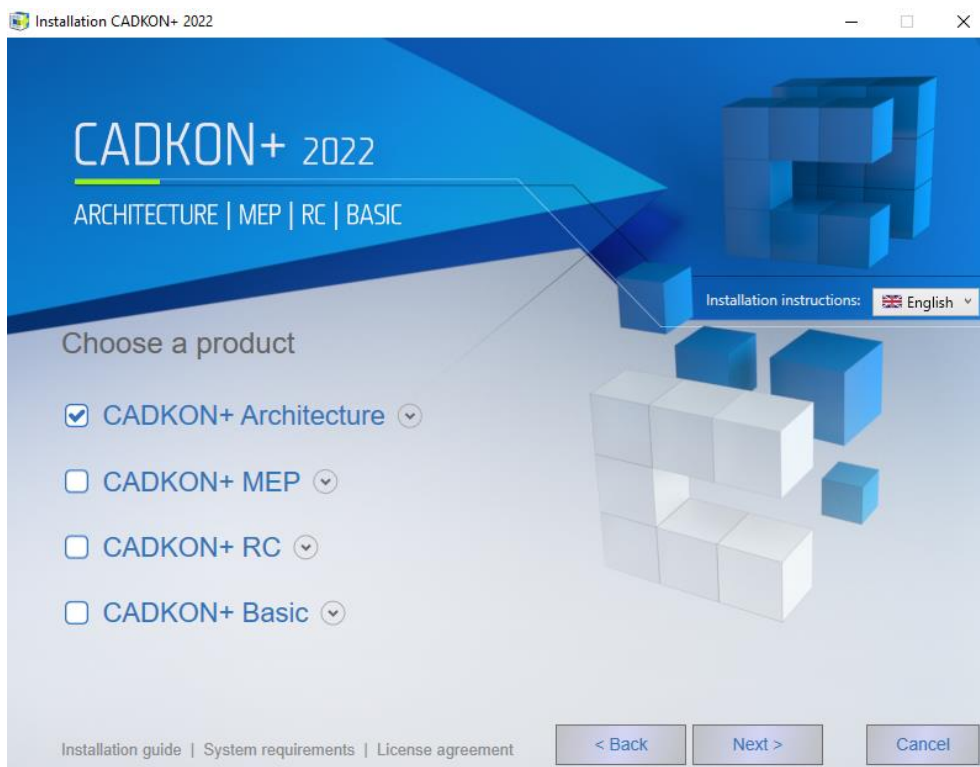 Installation CADKON+ 2022
CADKON+ 2022
ARCHITECTURE | MEP | RC | BASIC
Installation instructions: English
Choose a product
CADKON+ Architecture
CADKON+ MEP
CADKON+ RC
CADKON+ Basic
Installation guide | System requirements | License agreement
< Back Next > Cancel